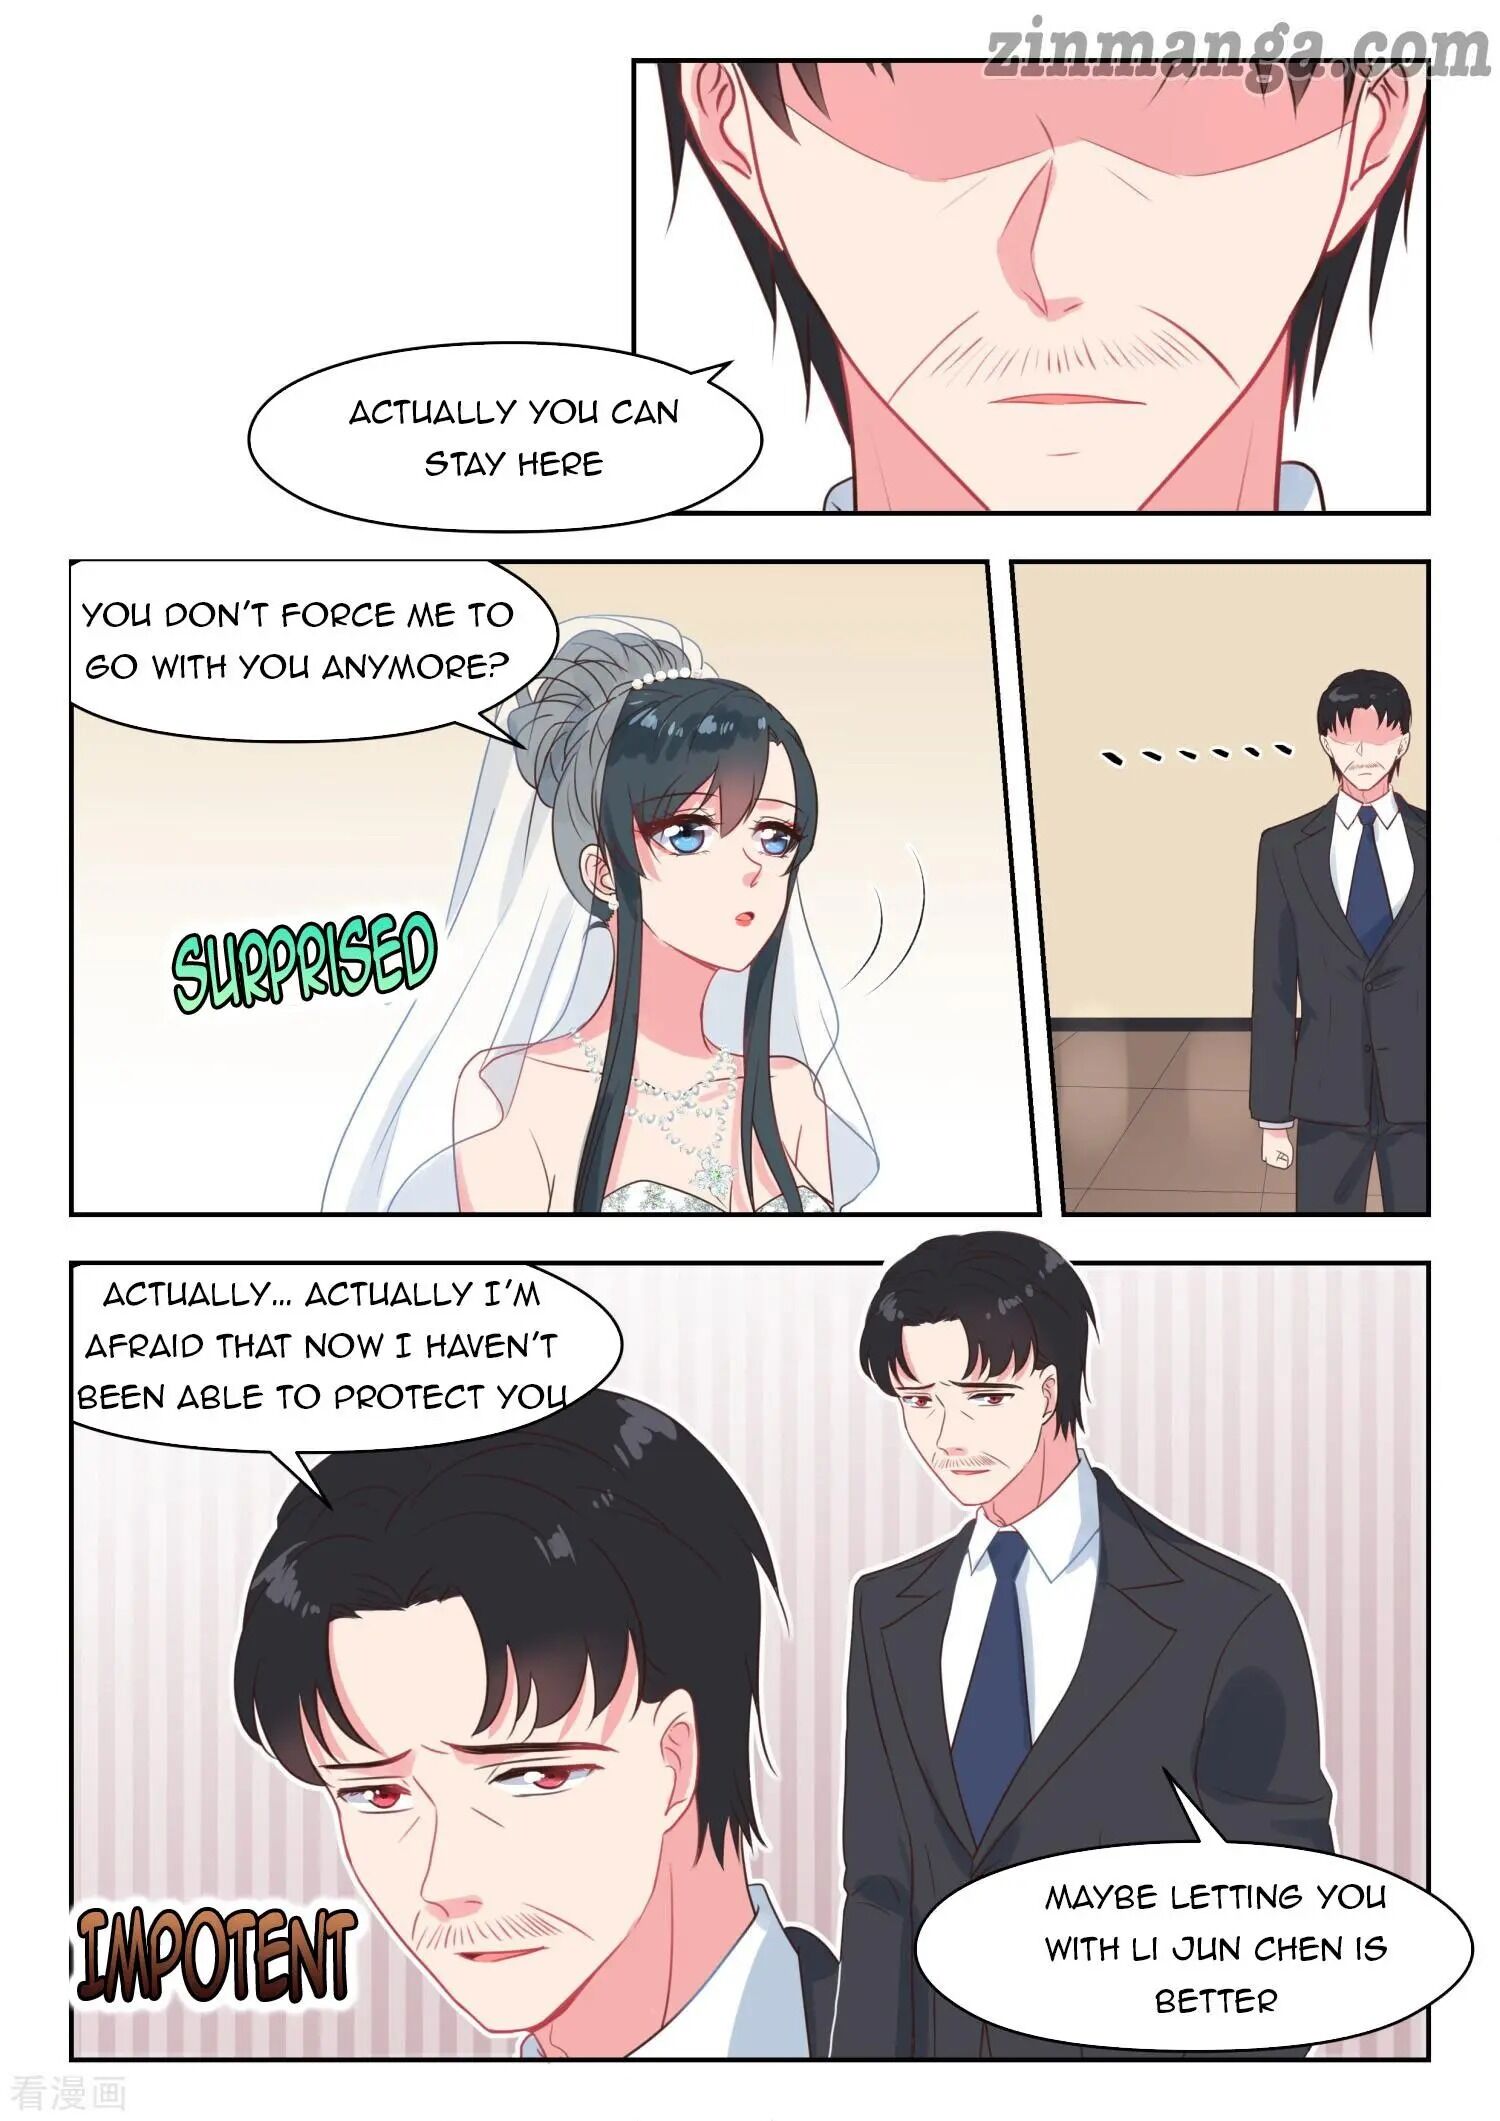 zinmanga.com
ACTUALLY YOU CAN
STAY HERE
YOU DON'T FORCE ME TO
GO WITH YOU ANYMORE?
SURPRISED
ACTUALLY... ACTUALLY I'M
AFRAID THAT NOW I HAVEN'T
BEEN ABLE TO PROTECT YOU
IMPOTENT
MAYBE LETTING YOU
WITH LI JUN CHEN IS
BETTER
看漫画